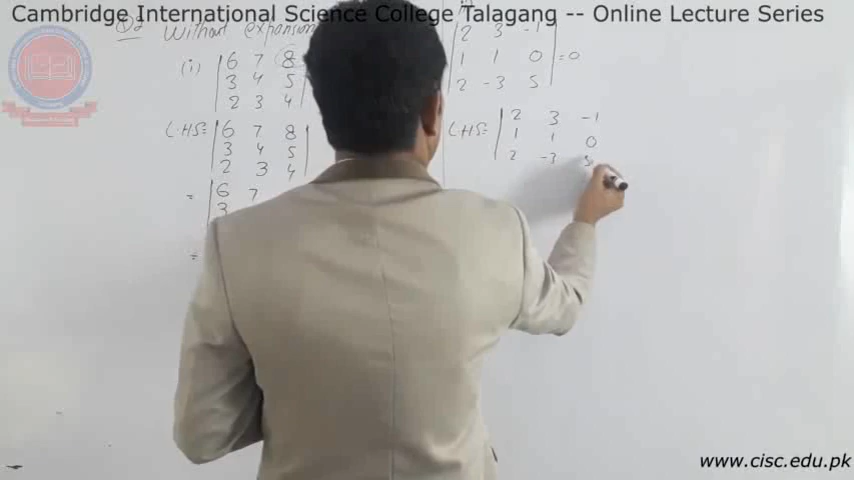 Cambridge International Science College Talagang -- Online Lecture Series
Q2 Without expansion
(i) | 6 7 8 |
3 4 5
2 3 4
L.H.S= | 6 7 8 |
3 4 5
2 3 4
= | 6 7
3
=
| 2 3 -1 |
1 1 0 = 0
2 -3 5
L.H.S= | 2 3 -1
1 1 0
2 -3 5
www.cisc.edu.pk